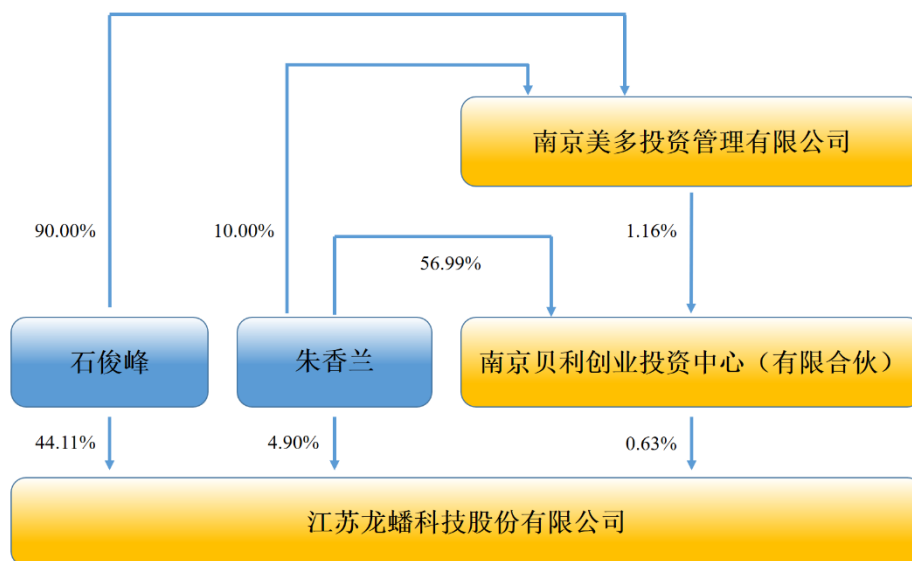 南京美多投资管理有限公司
90.00%
10.00%
1.16%
56.99%
石俊峰
朱香兰
南京贝利创业投资中心（有限合伙）
44.11%
4.90%
0.63%
江苏龙蟠科技股份有限公司